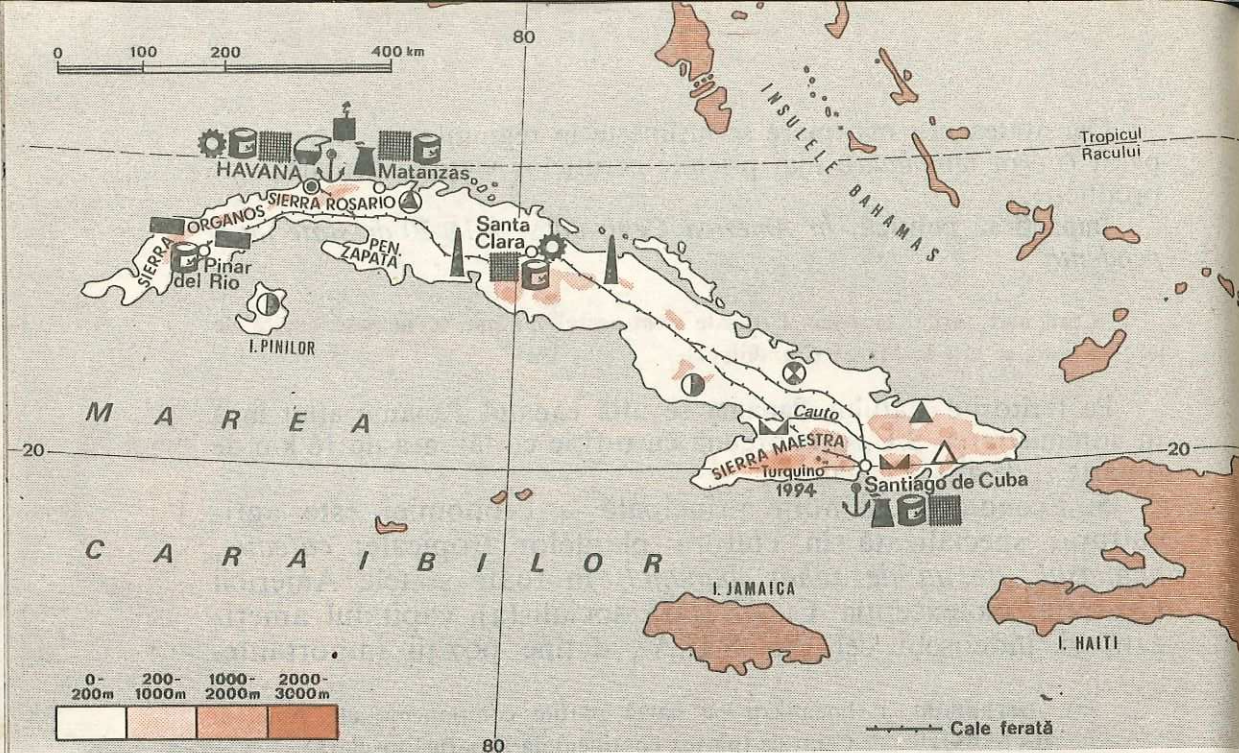 80
0 100 200 400 km
INSULELE BAHAMAS
Tropicul
Racului
HAVANA
Matanzas
SIERRA ROSARIO
SIERRA ORGANOS
Santa
Clara
PEN.
ZAPATA
Pinar
del Rio
I. PINILOR
MAREA
Cauto
20
20
SIERRA MAESTRA
Turquino
1994
Santiago de Cuba
CARAIBILOR
I. JAMAICA
I. HAITI
0- 200- 1000- 2000-
200m 1000m 2000m 3000m
Cale ferată
80